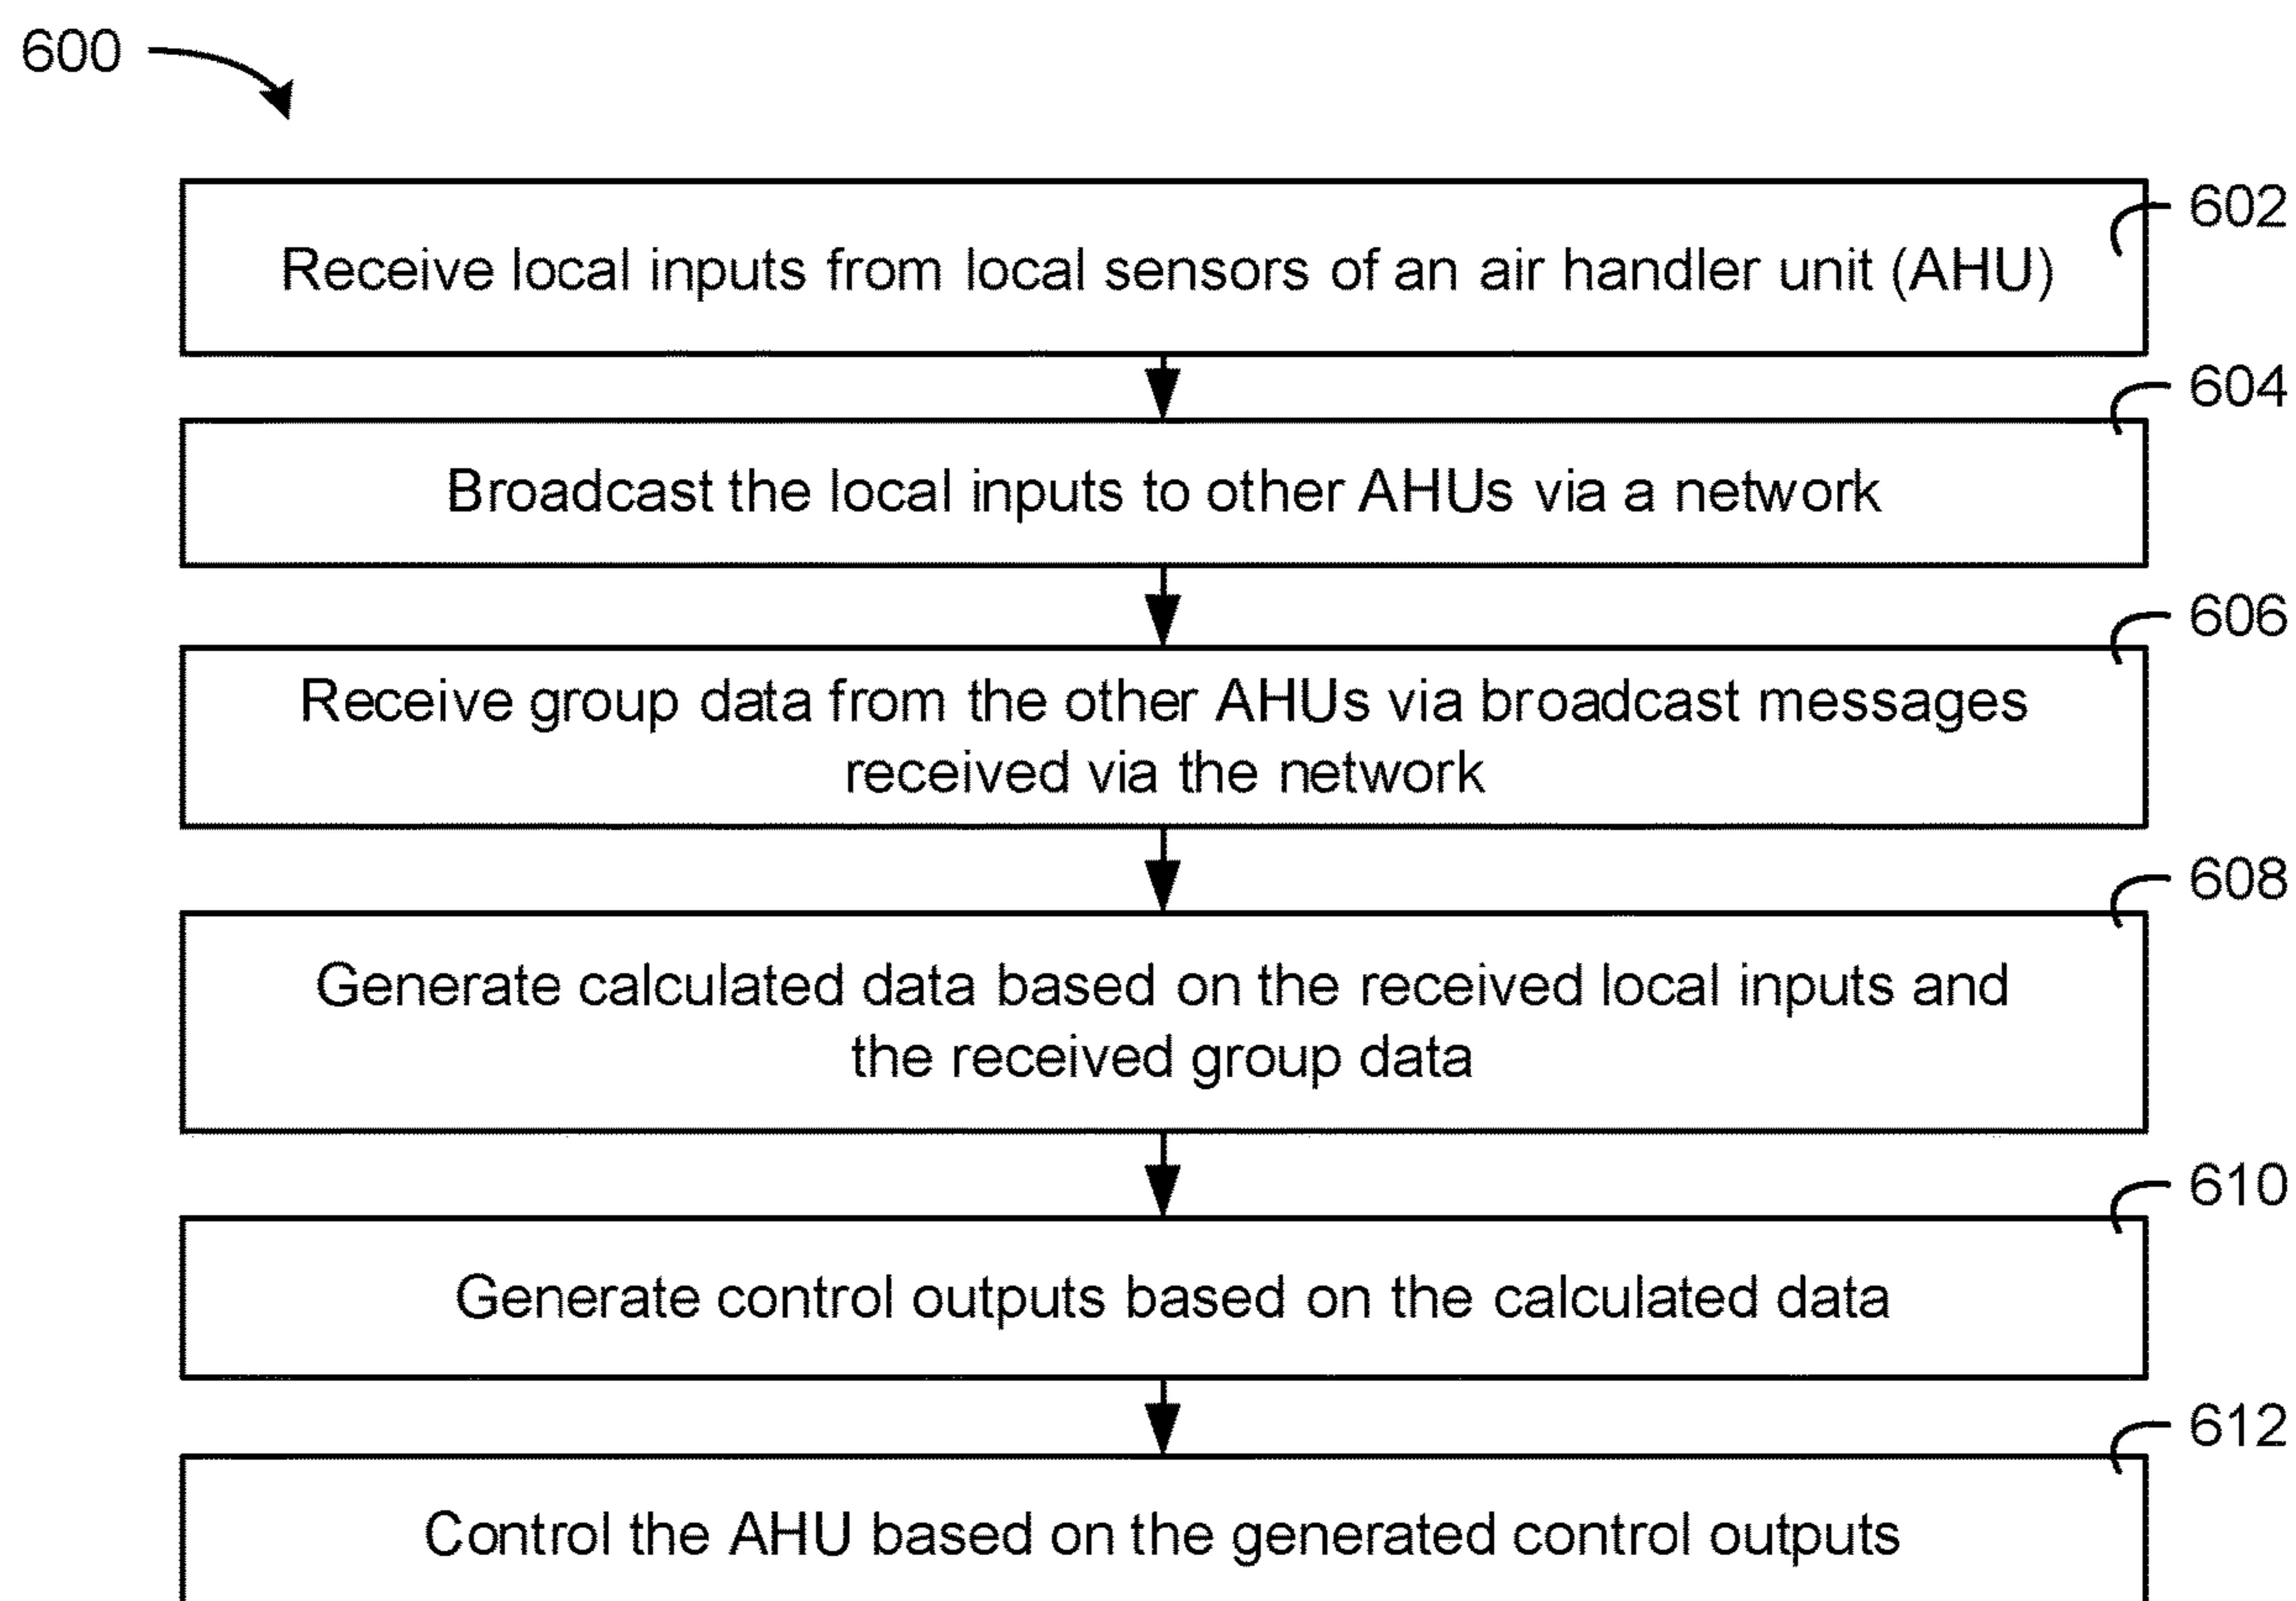 600
602
Receive local inputs from local sensors of an air handler unit (AHU)
604
Broadcast the local inputs to other AHUs via a network
606
Receive group data from the other AHUs via broadcast messages
received via the network
608
Generate calculated data based on the received local inputs and
the received group data
610
Generate control outputs based on the calculated data
612
Control the AHU based on the generated control outputs